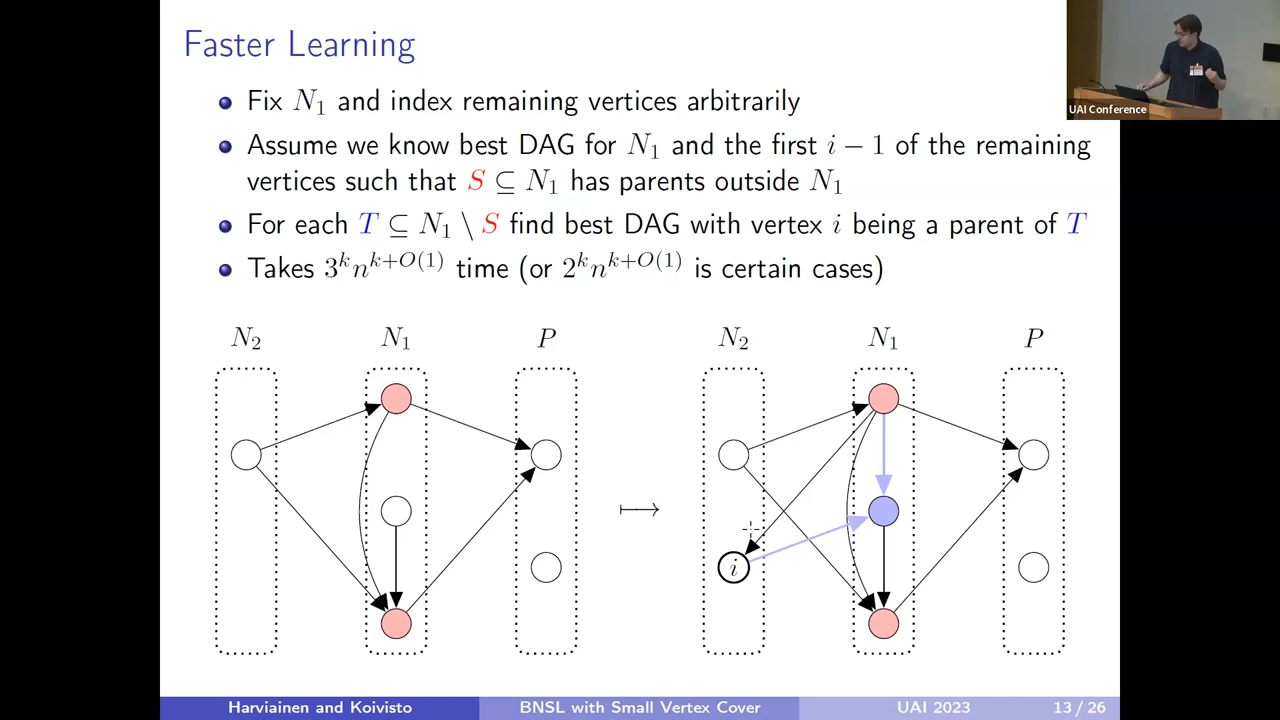 Faster Learning
UAI Conference
Fix N₁ and index remaining vertices arbitrarily
Assume we know best DAG for N₁ and the first i − 1 of the remaining
vertices such that S ⊆ N₁ has parents outside N₁
For each T ⊆ N₁ \ S find best DAG with vertex i being a parent of T
Takes 3ᵏnᵏ⁺ᴼ⁽¹⁾ time (or 2ᵏnᵏ⁺ᴼ⁽¹⁾ is certain cases)
N₂ N₁ P N₂ N₁ P
⟼
i
Harviainen and Koivisto BNSL with Small Vertex Cover UAI 2023 13 / 26